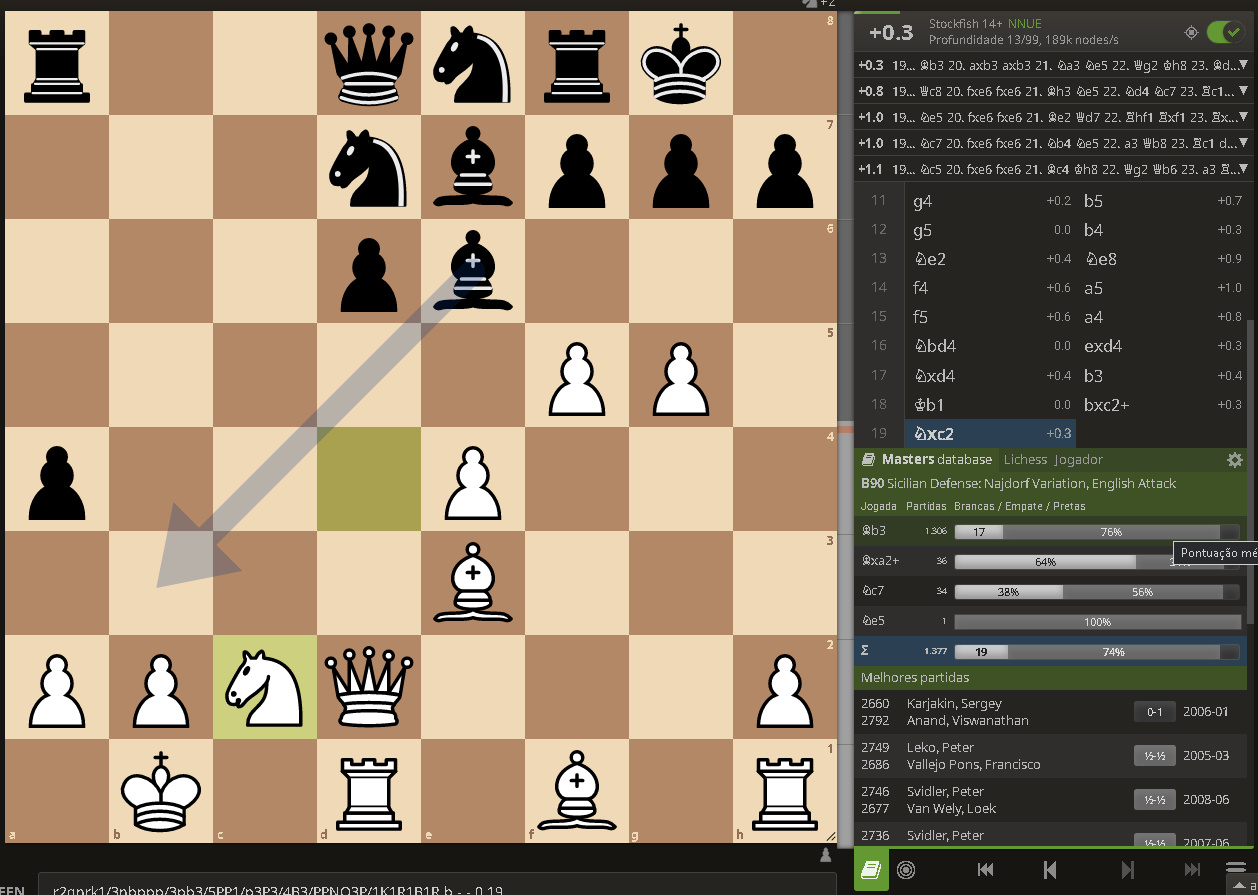 +2
8
7
6
5
4
3
2
1
a
b
c
d
e
f
g
h
+0.3
Stockfish 14+ NNUE
Profundidade 13/99, 189k nodes/s
+0.3 19... ♗b3 20. axb3 axb3 21. ♘a3 ♘e5 22. ♕g2 ♔h8 23. ♗d...
+0.8 19... ♕c8 20. fxe6 fxe6 21. ♗h3 ♘e5 22. ♘d4 ♘c7 23. ♖c1...
+1.0 19... ♘e5 20. fxe6 fxe6 21. ♗e2 ♕d7 22. ♖hf1 ♖xf1 23. ♖x...
+1.0 19... ♘c7 20. fxe6 fxe6 21. ♘b4 ♘e5 22. a3 ♕b8 23. ♖c1 d...
+1.1 19... ♘c5 20. fxe6 fxe6 21. ♗c4 ♔h8 22. ♕g2 ♕b6 23. a3 ♖...
11 g4 +0.2 b5 +0.7
12 g5 0.0 b4 +0.3
13 ♘e2 +0.4 ♘e8 +0.9
14 f4 +0.6 a5 +1.0
15 f5 +0.6 a4 +0.8
16 ♘bd4 0.0 exd4 +0.3
17 ♘xd4 +0.4 b3 +0.4
18 ♔b1 0.0 bxc2+ +0.3
19 ♘xc2 +0.3
Masters database Lichess Jogador
B90 Sicilian Defense: Najdorf Variation, English Attack
Jogada Partidas Brancas / Empate / Pretas
♗b3 1.306 17 76%
Pontuação mé
♗xa2+ 36 64%
♘c7 34 38% 56%
♘e5 1 100%
Σ 1.377 19 74%
Melhores partidas
2660 Karjakin, Sergey
2792 Anand, Viswanathan
0-1 2006-01
2749 Leko, Peter
2686 Vallejo Pons, Francisco
½-½ 2005-03
2746 Svidler, Peter
2677 Van Wely, Loek
½-½ 2008-06
2736 Svidler, Peter
½-½ 2007-06
FEN r2qnrk1/3nbppp/3pb3/5PP1/p3P3/4B3/PPNQ3P/1K1R1B1R b - - 0 19